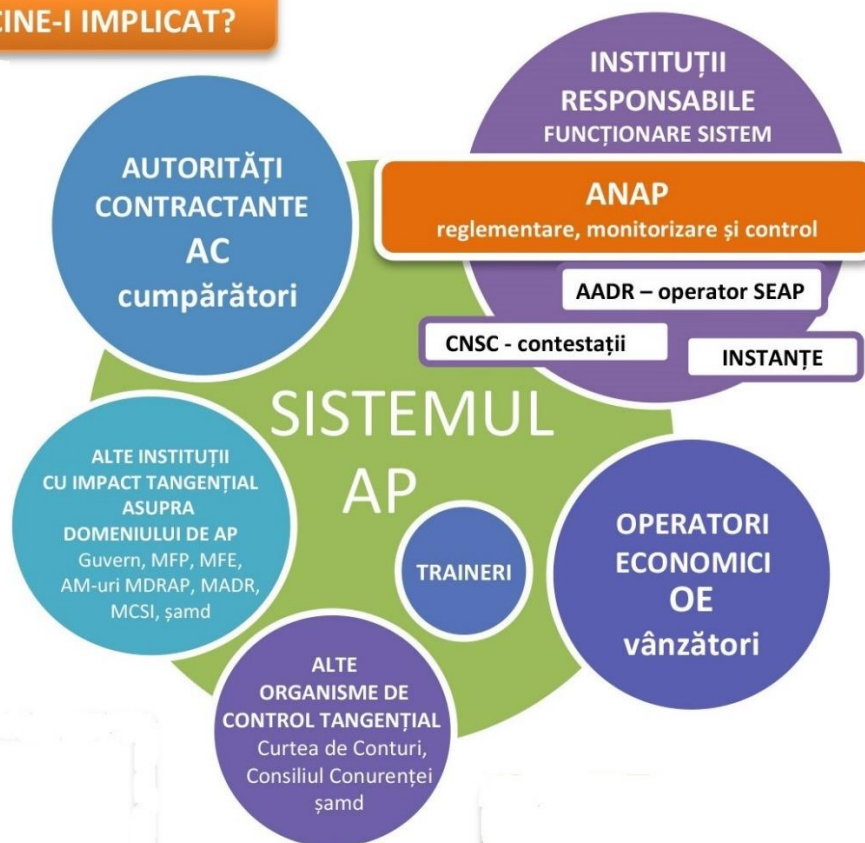 CINE-I IMPLICAT?
INSTITUȚII
RESPONSABILE
FUNCȚIONARE SISTEM
ANAP
reglementare, monitorizare și control
AADR – operator SEAP
CNSC - contestații
INSTANȚE
AUTORITĂȚI
CONTRACTANTE
AC
cumpărători
SISTEMUL
AP
ALTE INSTITUȚII
CU IMPACT TANGENȚIAL
ASUPRA
DOMENIULUI DE AP
Guvern, MFP, MFE,
AM-uri MDRAP, MADR,
MCSI, șamd
TRAINERI
OPERATORI
ECONOMICI
OE
vânzători
ALTE
ORGANISME DE
CONTROL TANGENȚIAL
Curtea de Conturi,
Consiliul Conurenței
șamd